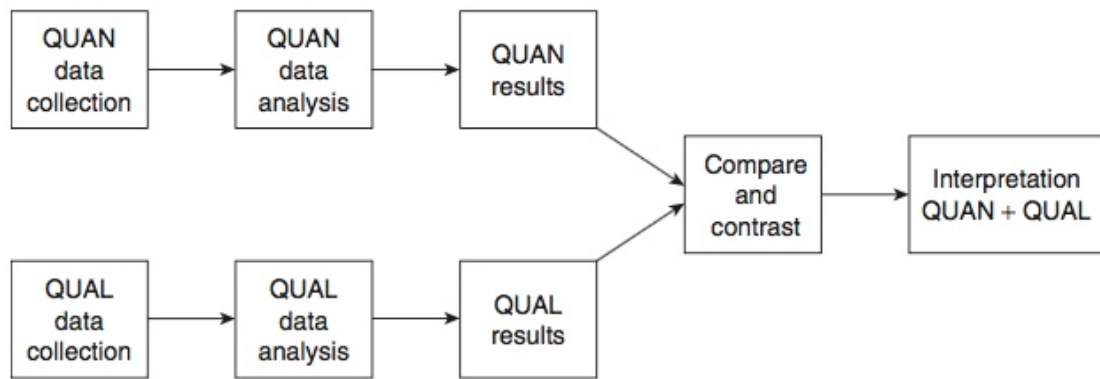 QUAN
data
collection
QUAN
data
analysis
QUAN
results
Compare
and
contrast
Interpretation
QUAN + QUAL
QUAL
data
collection
QUAL
data
analysis
QUAL
results